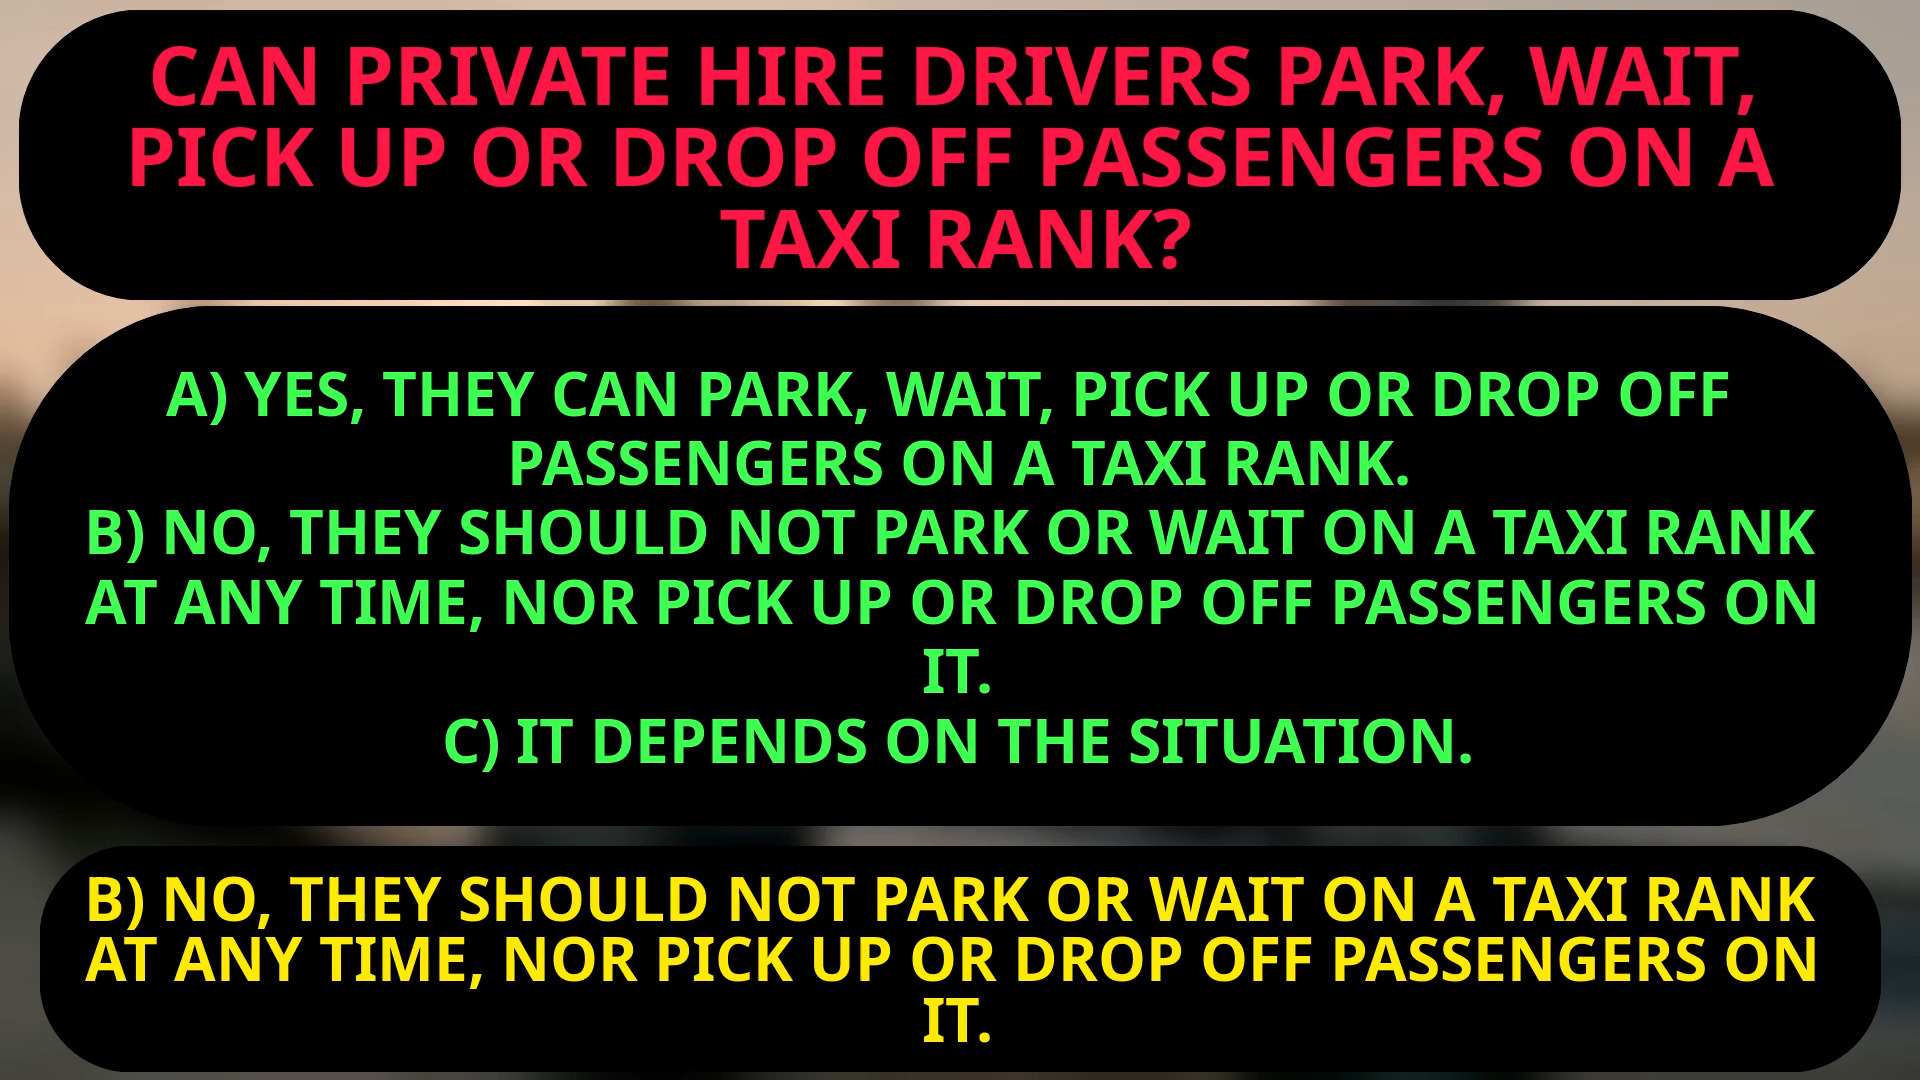 CAN PRIVATE HIRE DRIVERS PARK, WAIT,
PICK UP OR DROP OFF PASSENGERS ON A
TAXI RANK?
A) YES, THEY CAN PARK, WAIT, PICK UP OR DROP OFF
PASSENGERS ON A TAXI RANK.
B) NO, THEY SHOULD NOT PARK OR WAIT ON A TAXI RANK
AT ANY TIME, NOR PICK UP OR DROP OFF PASSENGERS ON
IT.
C) IT DEPENDS ON THE SITUATION.
B) NO, THEY SHOULD NOT PARK OR WAIT ON A TAXI RANK
AT ANY TIME, NOR PICK UP OR DROP OFF PASSENGERS ON
IT.